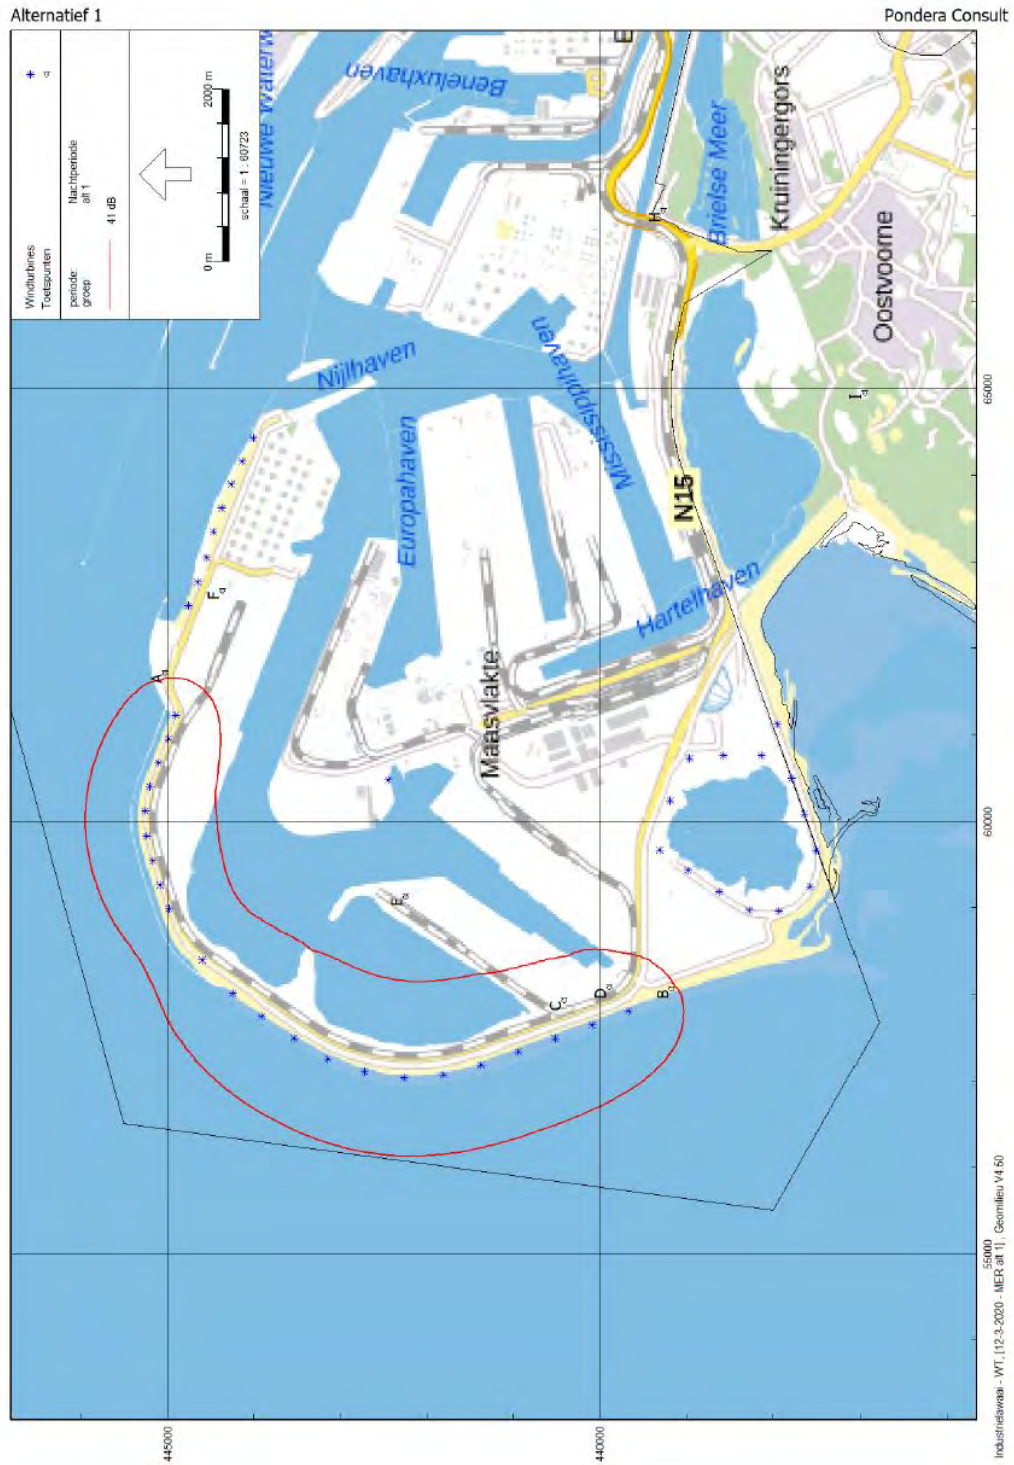 Alternatief 1
Pondera Consult
Windturbines
Toetspunten
periode:
Nachtperiode
groep
alt 1
41 dB
0 m
2000 m
schaal = 1 : 60723
Nieuwe Waterw
Beneluxhaven
E
Brielse Meer
Kruiningergors
Oostvoorne
Nijlhaven
Europahaven
Mississippihaven
N15
Hartelhaven
Maasvlakte
A
B
C
D
E
F
H
I
65000
60000
55000
445000
440000
Industrielawaai - WT, [12-3-2020 - MER alt 1] , Geomilieu V4.60